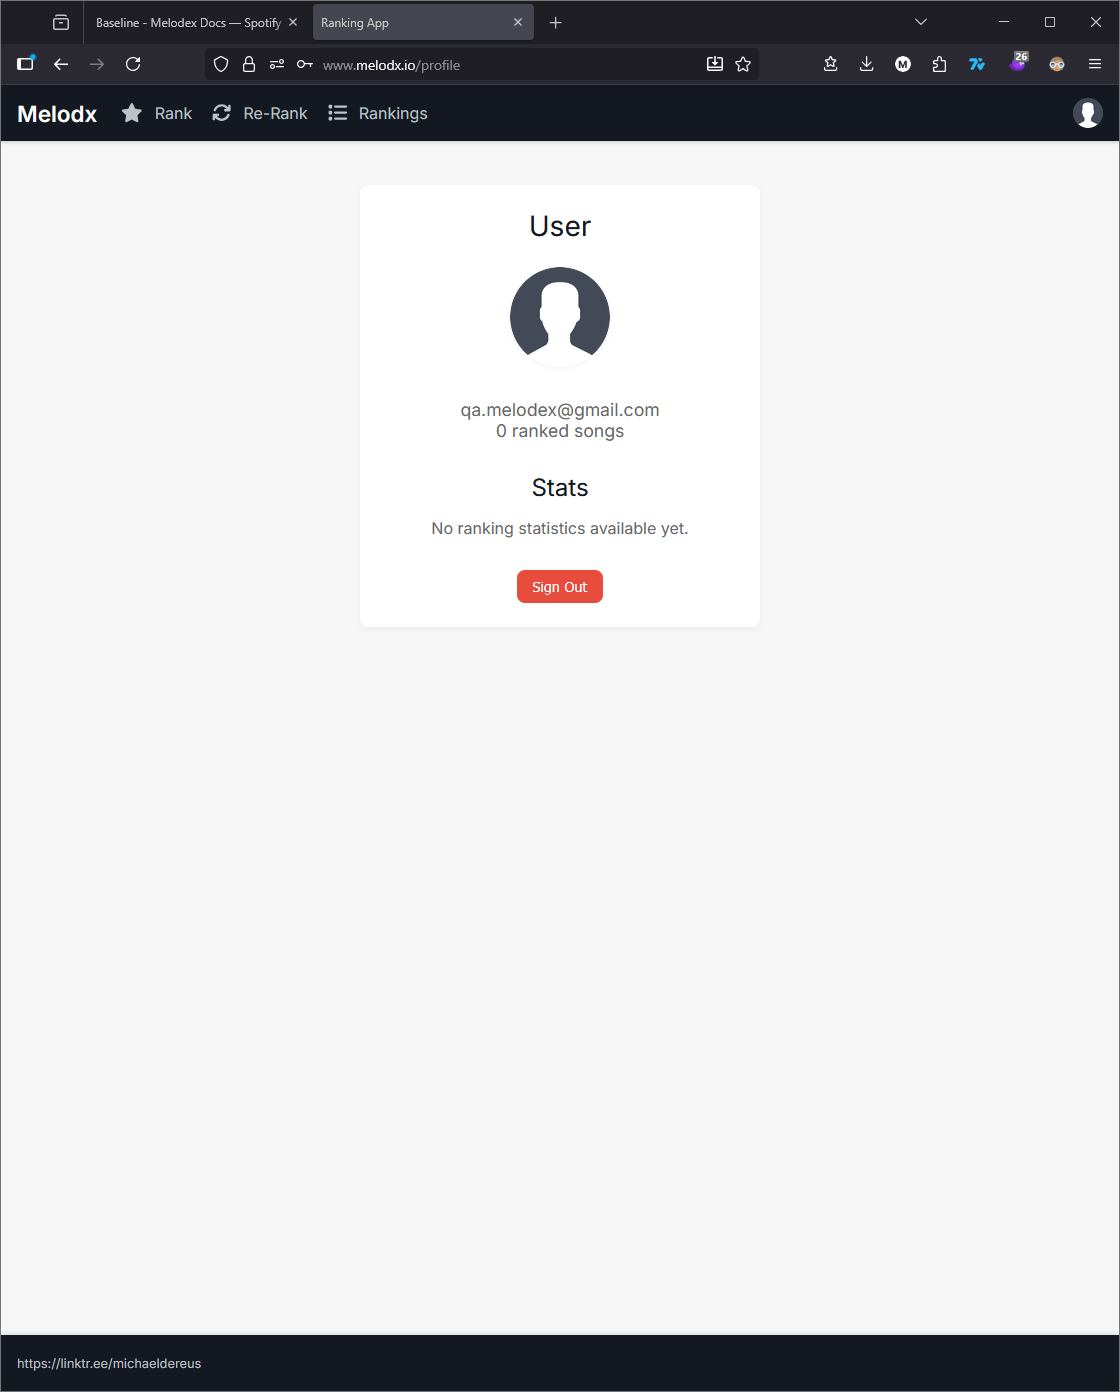 Baseline - Melodex Docs — Spotify
Ranking App
www.melodx.io/profile
M
26
Melodx
Rank
Re-Rank
Rankings
User
qa.melodex@gmail.com
0 ranked songs
Stats
No ranking statistics available yet.
Sign Out
https://linktr.ee/michaeldereus